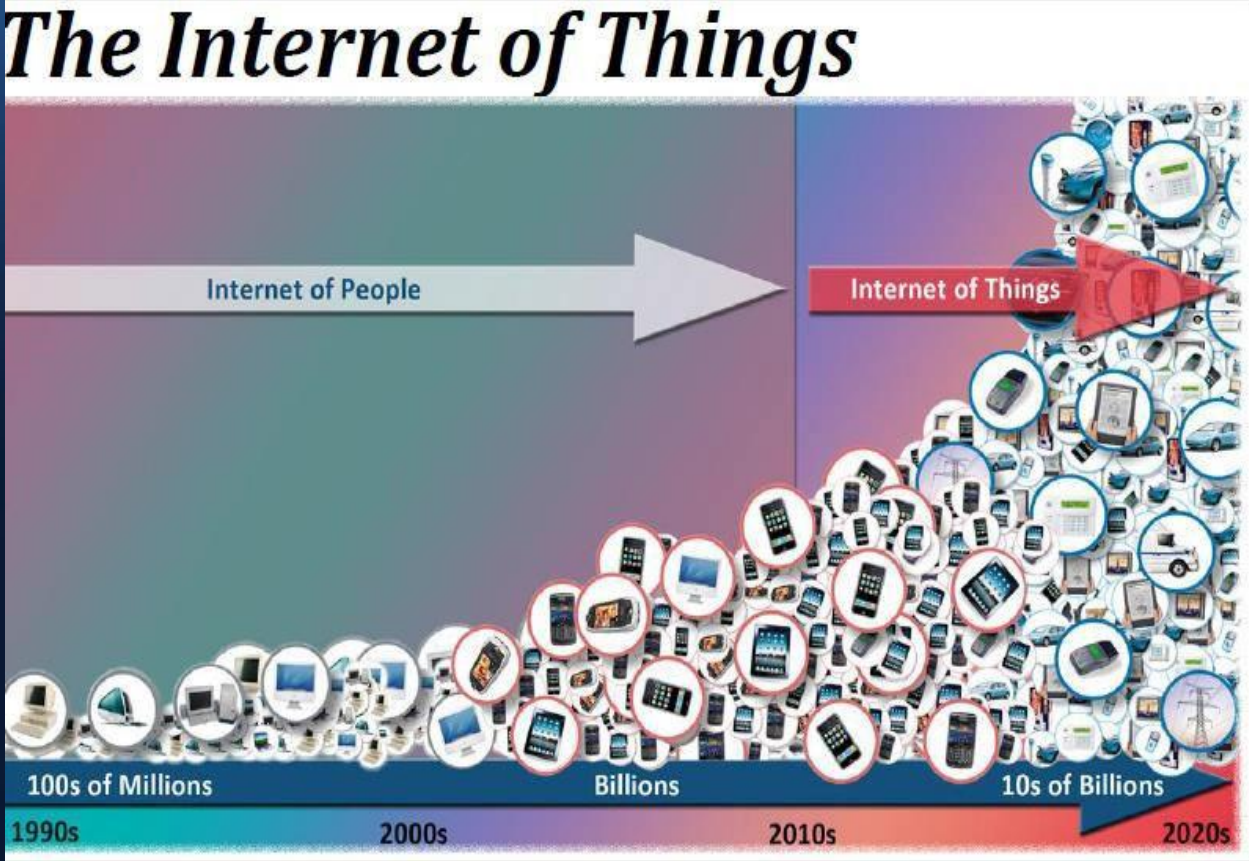 The Internet of Things
Internet of People
Internet of Things
100s of Millions
Billions
10s of Billions
1990s
2000s
2010s
2020s